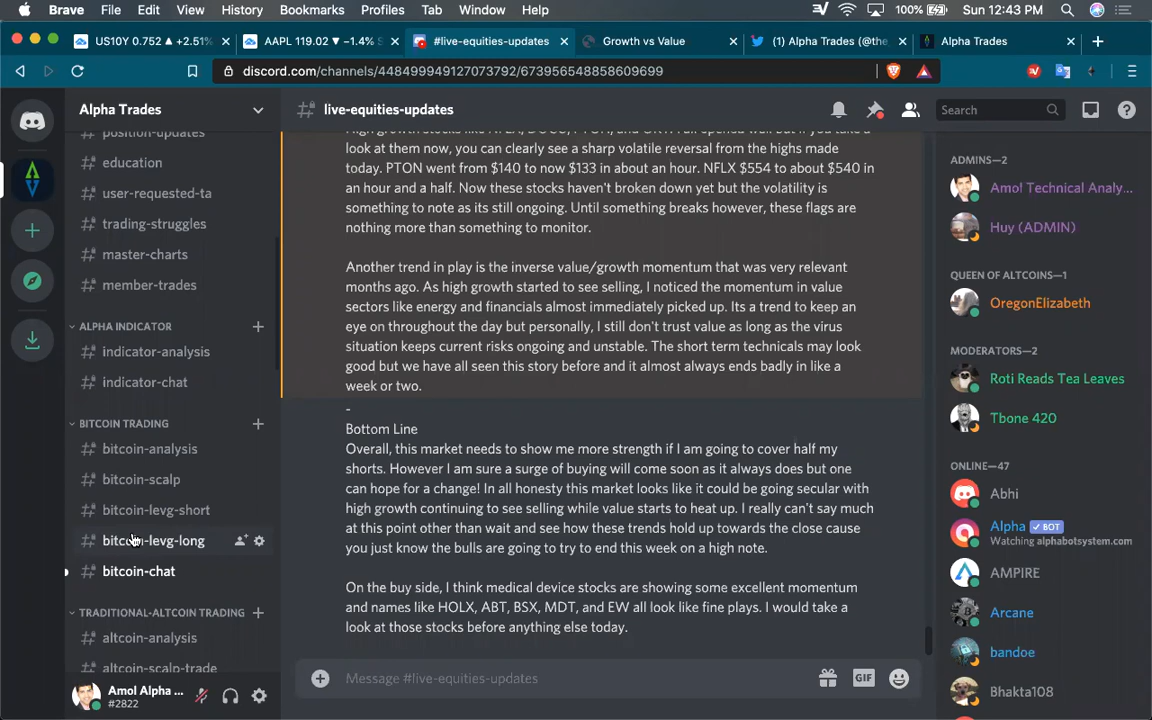 Brave File Edit View History Bookmarks Profiles Tab Window Help 100% Sun 12:43 PM
US10Y 0.752 ▲ +2.51% × AAPL 119.02 ▼ −1.4% × #live-equities-updates × Growth vs Value × (1) Alpha Trades (@the_ × Alpha Trades × +
discord.com/channels/448499949127073792/673956548858609699
Alpha Trades
position-updates
education
user-requested-ta
trading-struggles
master-charts
member-trades
ALPHA INDICATOR
indicator-analysis
indicator-chat
BITCOIN TRADING
bitcoin-analysis
bitcoin-scalp
bitcoin-levg-short
bitcoin-levg-long
bitcoin-chat
TRADITIONAL-ALTCOIN TRADING
altcoin-analysis
altcoin-scalp-trade
Amol Alpha ...
#2822
live-equities-updates
Search
look at them now, you can clearly see a sharp volatile reversal from the highs made
today. PTON went from $140 to now $133 in about an hour. NFLX $554 to about $540 in
an hour and a half. Now these stocks haven't broken down yet but the volatility is
something to note as its still ongoing. Until something breaks however, these flags are
nothing more than something to monitor.
Another trend in play is the inverse value/growth momentum that was very relevant
months ago. As high growth started to see selling, I noticed the momentum in value
sectors like energy and financials almost immediately picked up. Its a trend to keep an
eye on throughout the day but personally, I still don't trust value as long as the virus
situation keeps current risks ongoing and unstable. The short term technicals may look
good but we have all seen this story before and it almost always ends badly in like a
week or two.
-
Bottom Line
Overall, this market needs to show me more strength if I am going to cover half my
shorts. However I am sure a surge of buying will come soon as it always does but one
can hope for a change! In all honesty this market looks like it could be going secular with
high growth continuing to see selling while value starts to heat up. I really can't say much
at this point other than wait and see how these trends hold up towards the close cause
you just know the bulls are going to try to end this week on a high note.
On the buy side, I think medical device stocks are showing some excellent momentum
and names like HOLX, ABT, BSX, MDT, and EW all look like fine plays. I would take a
look at those stocks before anything else today.
Message #live-equities-updates
GIF
ADMINS—2
Amol Technical Analy...
Huy (ADMIN)
QUEEN OF ALTCOINS—1
OregonElizabeth
MODERATORS—2
Roti Reads Tea Leaves
Tbone 420
ONLINE—47
Abhi
Alpha BOT
Watching alphabotsystem.com
AMPIRE
Arcane
bandoe
Bhakta108